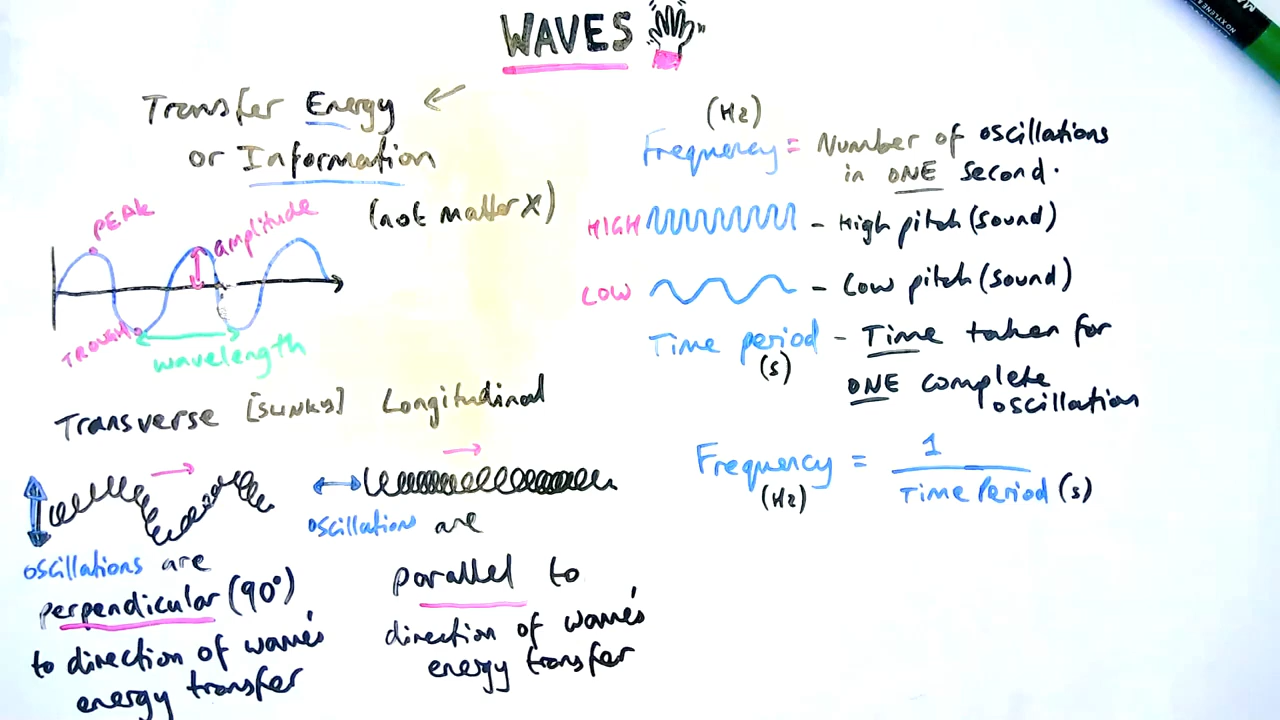 WAVES
Transfer Energy
or Information
(not matter X)
PEAK
amplitude
TROUGH
wavelength
Transverse [SLINKY] Longitudinal
oscillations are
perpendicular (90°)
to direction of wave's
energy transfer
oscillations are
parallel to
direction of wave's
energy transfer
(Hz)
Frequency = Number of oscillations
in ONE second.
HIGH - High pitch (sound)
LOW - Low pitch (sound)
Time period - Time taken for
(s)
ONE complete
oscillation
Frequency = 1
(Hz)
Time Period (s)
NO XYLENE